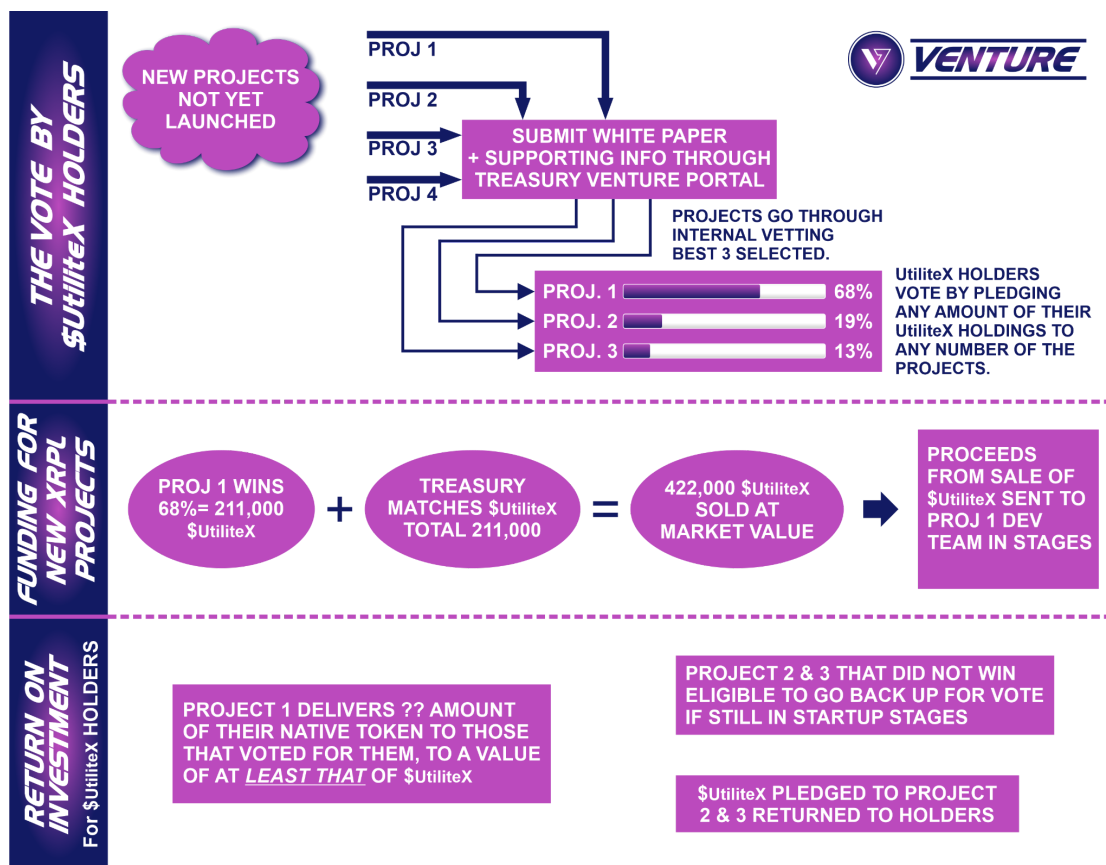 THE VOTE BY
$UtiliteX HOLDERS
NEW PROJECTS
NOT YET
LAUNCHED
PROJ 1
PROJ 2
PROJ 3
PROJ 4
VENTURE
SUBMIT WHITE PAPER
+ SUPPORTING INFO THROUGH
TREASURY VENTURE PORTAL
PROJECTS GO THROUGH
INTERNAL VETTING
BEST 3 SELECTED.
PROJ. 1 68%
PROJ. 2 19%
PROJ. 3 13%
UtiliteX HOLDERS
VOTE BY PLEDGING
ANY AMOUNT OF THEIR
UtiliteX HOLDINGS TO
ANY NUMBER OF THE
PROJECTS.
FUNDING FOR
NEW XRPL
PROJECTS
PROJ 1 WINS
68%= 211,000
$UtiliteX
+
TREASURY
MATCHES $UtiliteX
TOTAL 211,000
=
422,000 $UtiliteX
SOLD AT
MARKET VALUE
PROCEEDS
FROM SALE OF
$UtiliteX SENT TO
PROJ 1 DEV
TEAM IN STAGES
RETURN ON
INVESTMENT
For $UtiliteX HOLDERS
PROJECT 1 DELIVERS ?? AMOUNT
OF THEIR NATIVE TOKEN TO THOSE
THAT VOTED FOR THEM, TO A VALUE
OF AT LEAST THAT OF $UtiliteX
PROJECT 2 & 3 THAT DID NOT WIN
ELIGIBLE TO GO BACK UP FOR VOTE
IF STILL IN STARTUP STAGES
$UtiliteX PLEDGED TO PROJECT
2 & 3 RETURNED TO HOLDERS